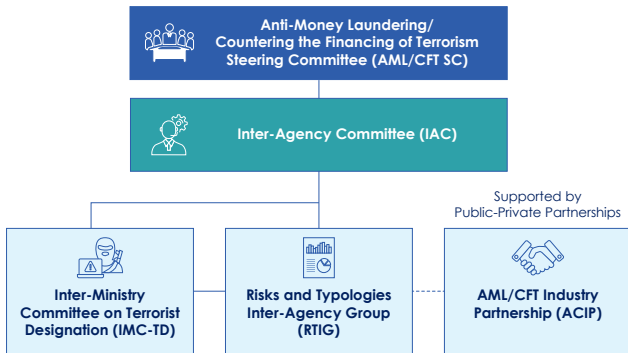 Anti-Money Laundering/
Countering the Financing of Terrorism
Steering Committee (AML/CFT SC)
Inter-Agency Committee (IAC)
Supported by
Public-Private Partnerships
Inter-Ministry
Committee on Terrorist
Designation (IMC-TD)
Risks and Typologies
Inter-Agency Group
(RTIG)
AML/CFT Industry
Partnership (ACIP)